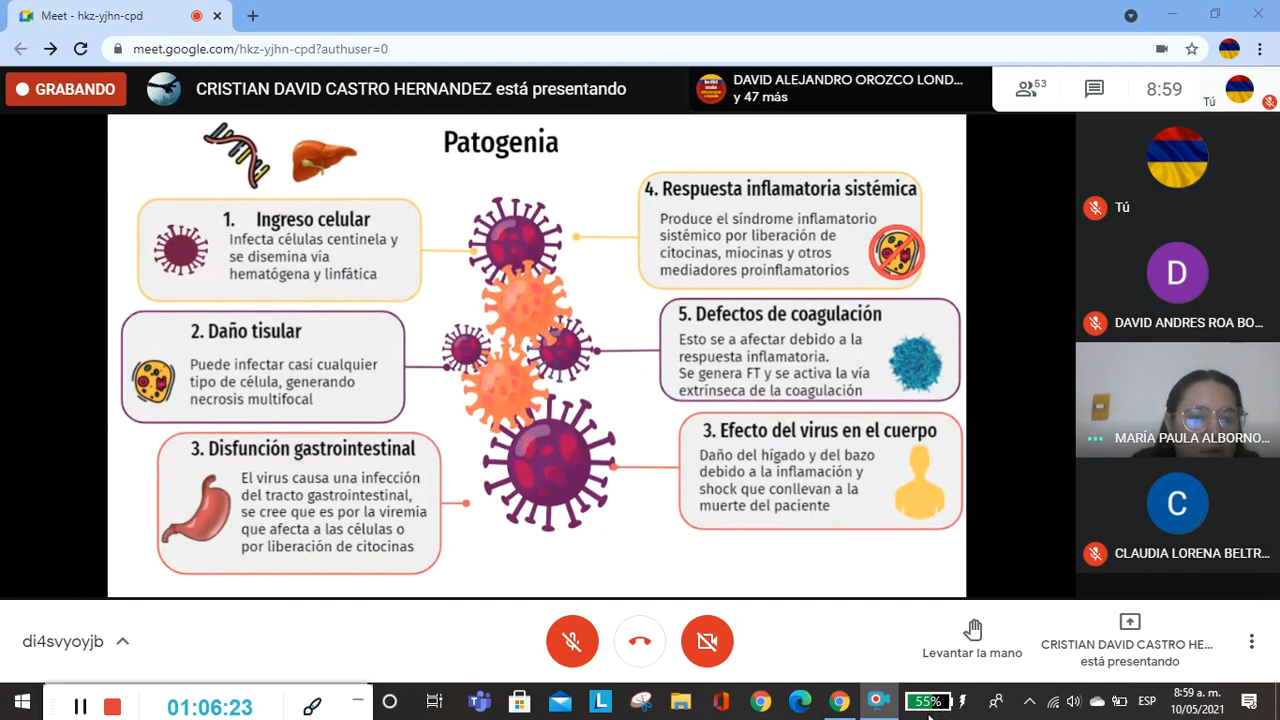 Meet - hkz-yjhn-cpd
meet.google.com/hkz-yjhn-cpd?authuser=0
GRABANDO
CRISTIAN DAVID CASTRO HERNANDEZ está presentando
DAVID ALEJANDRO OROZCO LOND...
y 47 más
53
8:59
Tú
Patogenia
1. Ingreso celular
Infecta células centinela y
se disemina vía
hematógena y linfática
2. Daño tisular
Puede infectar casi cualquier
tipo de célula, generando
necrosis multifocal
3. Disfunción gastrointestinal
El virus causa una infección
del tracto gastrointestinal,
se cree que es por la viremia
que afecta a las células o
por liberación de citocinas
4. Respuesta inflamatoria sistémica
Produce el síndrome inflamatorio
sistémico por liberación de
citocinas, miocinas y otros
mediadores proinflamatorios
5. Defectos de coagulación
Esto se a afectar debido a la
respuesta inflamatoria.
Se genera FT y se activa la vía
extrínseca de la coagulación
3. Efecto del virus en el cuerpo
Daño del hígado y del bazo
debido a la inflamación y
shock que conllevan a la
muerte del paciente
Tú
D
DAVID ANDRES ROA BO...
MARÍA PAULA ALBORNO...
C
CLAUDIA LORENA BELTR...
di4svyoyjb
Levantar la mano
CRISTIAN DAVID CASTRO HE...
está presentando
01:06:23
L
55%
ESP
8:59 a. m.
10/05/2021